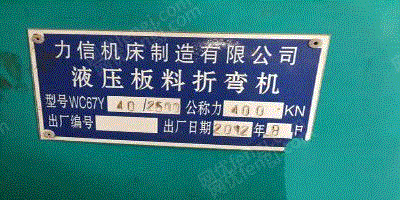 力信机床制造有限公司
液压板料折弯机
型号WC67Y 40/2500 公称力 400 KN
出厂编号 出厂日期 2012年 8月